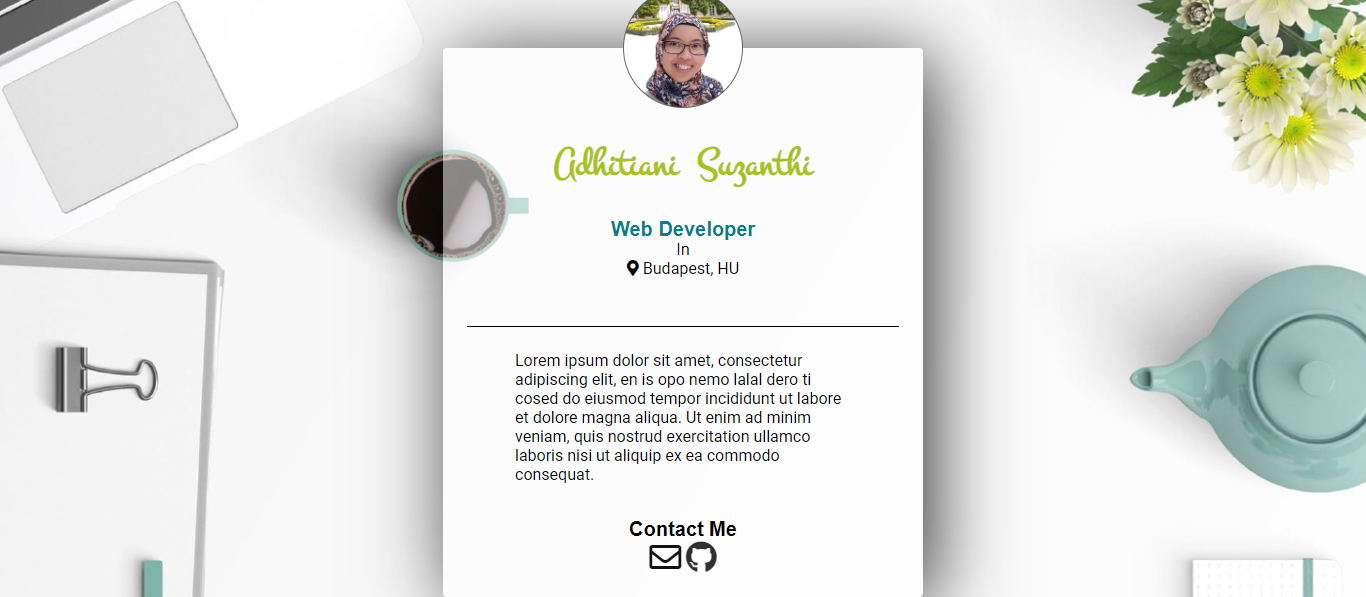 Adhitiani Suzanthi
Web Developer
In
Budapest, HU
Lorem ipsum dolor sit amet, consectetur
adipiscing elit, en is opo nemo lalal dero ti
cosed do eiusmod tempor incididunt ut labore
et dolore magna aliqua. Ut enim ad minim
veniam, quis nostrud exercitation ullamco
laboris nisi ut aliquip ex ea commodo
consequat.
Contact Me